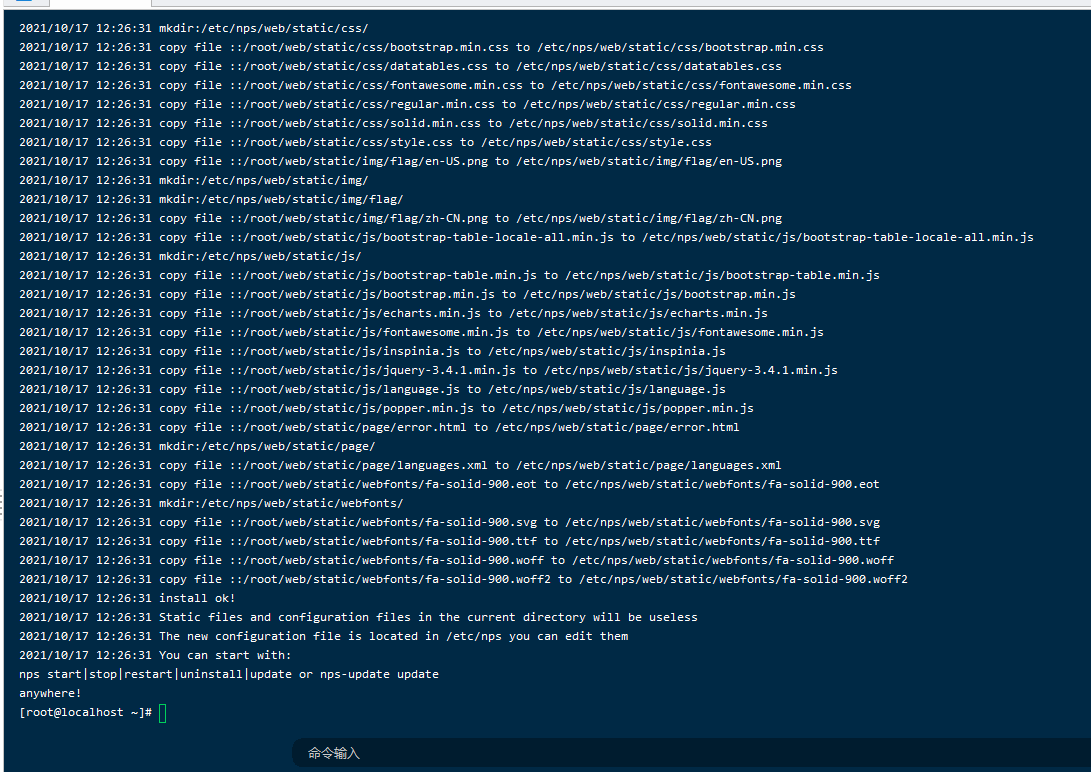 2021/10/17 12:26:31 mkdir:/etc/nps/web/static/css/
2021/10/17 12:26:31 copy file ::/root/web/static/css/bootstrap.min.css to /etc/nps/web/static/css/bootstrap.min.css
2021/10/17 12:26:31 copy file ::/root/web/static/css/datatables.css to /etc/nps/web/static/css/datatables.css
2021/10/17 12:26:31 copy file ::/root/web/static/css/fontawesome.min.css to /etc/nps/web/static/css/fontawesome.min.css
2021/10/17 12:26:31 copy file ::/root/web/static/css/regular.min.css to /etc/nps/web/static/css/regular.min.css
2021/10/17 12:26:31 copy file ::/root/web/static/css/solid.min.css to /etc/nps/web/static/css/solid.min.css
2021/10/17 12:26:31 copy file ::/root/web/static/css/style.css to /etc/nps/web/static/css/style.css
2021/10/17 12:26:31 copy file ::/root/web/static/img/flag/en-US.png to /etc/nps/web/static/img/flag/en-US.png
2021/10/17 12:26:31 mkdir:/etc/nps/web/static/img/
2021/10/17 12:26:31 mkdir:/etc/nps/web/static/img/flag/
2021/10/17 12:26:31 copy file ::/root/web/static/img/flag/zh-CN.png to /etc/nps/web/static/img/flag/zh-CN.png
2021/10/17 12:26:31 copy file ::/root/web/static/js/bootstrap-table-locale-all.min.js to /etc/nps/web/static/js/bootstrap-table-locale-all.min.js
2021/10/17 12:26:31 mkdir:/etc/nps/web/static/js/
2021/10/17 12:26:31 copy file ::/root/web/static/js/bootstrap-table.min.js to /etc/nps/web/static/js/bootstrap-table.min.js
2021/10/17 12:26:31 copy file ::/root/web/static/js/bootstrap.min.js to /etc/nps/web/static/js/bootstrap.min.js
2021/10/17 12:26:31 copy file ::/root/web/static/js/echarts.min.js to /etc/nps/web/static/js/echarts.min.js
2021/10/17 12:26:31 copy file ::/root/web/static/js/fontawesome.min.js to /etc/nps/web/static/js/fontawesome.min.js
2021/10/17 12:26:31 copy file ::/root/web/static/js/inspinia.js to /etc/nps/web/static/js/inspinia.js
2021/10/17 12:26:31 copy file ::/root/web/static/js/jquery-3.4.1.min.js to /etc/nps/web/static/js/jquery-3.4.1.min.js
2021/10/17 12:26:31 copy file ::/root/web/static/js/language.js to /etc/nps/web/static/js/language.js
2021/10/17 12:26:31 copy file ::/root/web/static/js/popper.min.js to /etc/nps/web/static/js/popper.min.js
2021/10/17 12:26:31 copy file ::/root/web/static/page/error.html to /etc/nps/web/static/page/error.html
2021/10/17 12:26:31 mkdir:/etc/nps/web/static/page/
2021/10/17 12:26:31 copy file ::/root/web/static/page/languages.xml to /etc/nps/web/static/page/languages.xml
2021/10/17 12:26:31 copy file ::/root/web/static/webfonts/fa-solid-900.eot to /etc/nps/web/static/webfonts/fa-solid-900.eot
2021/10/17 12:26:31 mkdir:/etc/nps/web/static/webfonts/
2021/10/17 12:26:31 copy file ::/root/web/static/webfonts/fa-solid-900.svg to /etc/nps/web/static/webfonts/fa-solid-900.svg
2021/10/17 12:26:31 copy file ::/root/web/static/webfonts/fa-solid-900.ttf to /etc/nps/web/static/webfonts/fa-solid-900.ttf
2021/10/17 12:26:31 copy file ::/root/web/static/webfonts/fa-solid-900.woff to /etc/nps/web/static/webfonts/fa-solid-900.woff
2021/10/17 12:26:31 copy file ::/root/web/static/webfonts/fa-solid-900.woff2 to /etc/nps/web/static/webfonts/fa-solid-900.woff2
2021/10/17 12:26:31 install ok!
2021/10/17 12:26:31 Static files and configuration files in the current directory will be useless
2021/10/17 12:26:31 The new configuration file is located in /etc/nps you can edit them
2021/10/17 12:26:31 You can start with:
nps start|stop|restart|uninstall|update or nps-update update
anywhere!
[root@localhost ~]#
命令输入